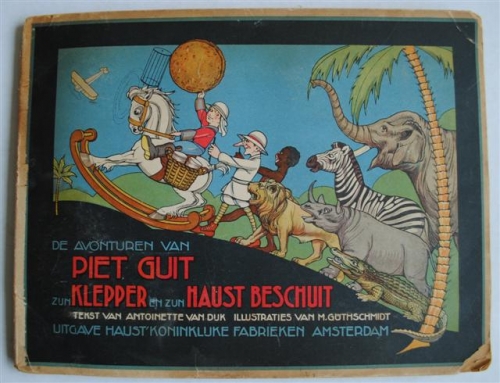 DE AVONTUREN VAN
PIET GUIT
ZIJN KLEPPER EN ZIJN HAUST BESCHUIT
TEKST VAN ANTOINETTE VAN DIJK ILLUSTRATIES VAN M. GÜTHSCHMIDT
UITGAVE HAUST' KONINKLIJKE FABRIEKEN AMSTERDAM